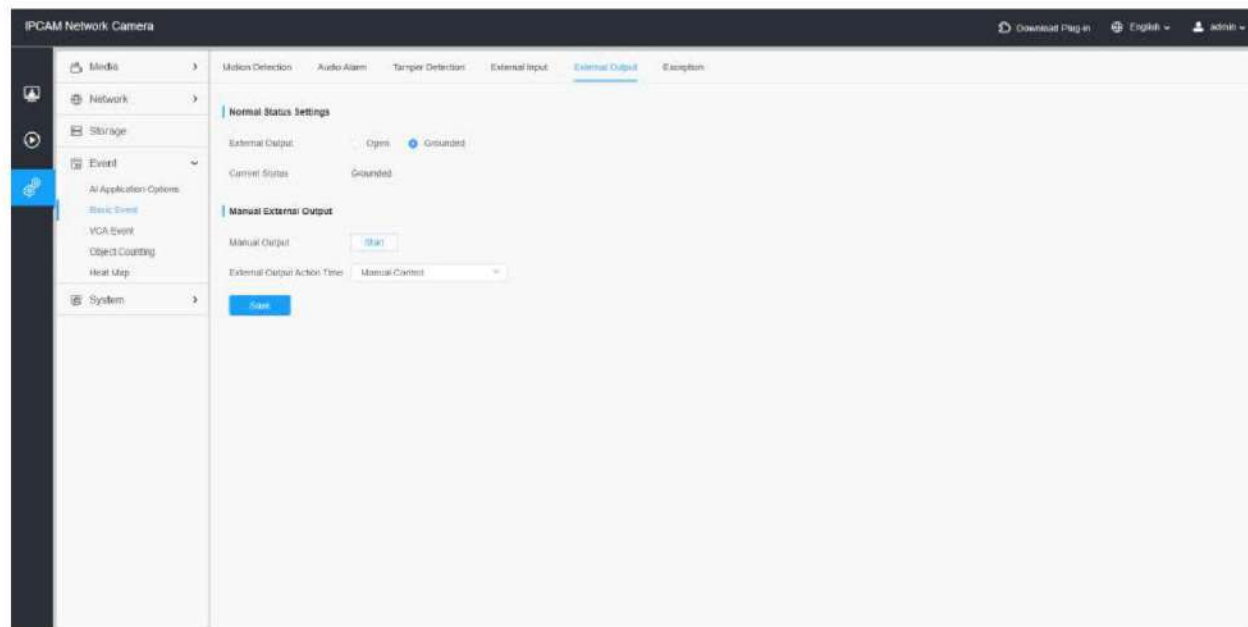 IPCAM Network Camera
Download Plug-in
English
admin
Media
Network
Storage
Event
AI Application Options
Basic Event
VCA Event
Object Counting
Heat Map
System
Motion Detection Audio Alarm Tamper Detection External Input External Output Exception
Normal Status Settings
External Output Open Grounded
Current Status Grounded
Manual External Output
Manual Output Start
External Output Action Time Manual Control
Save